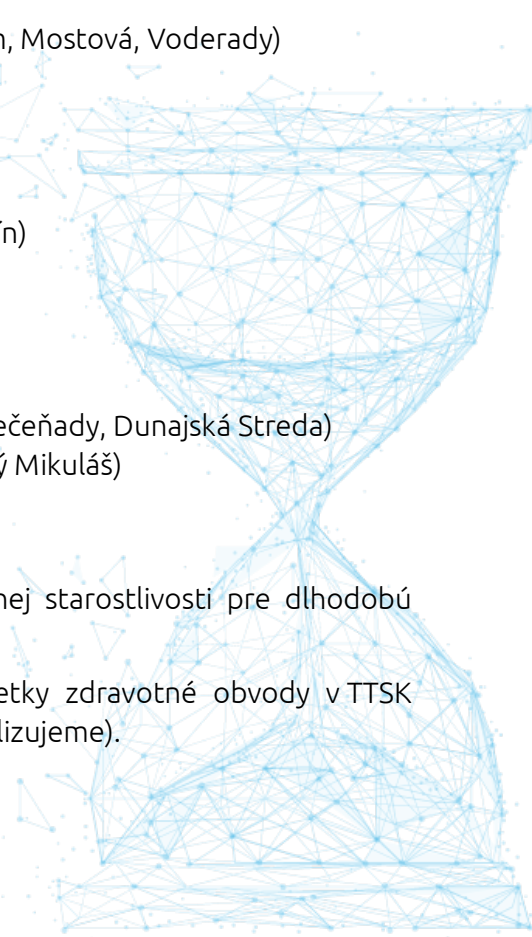 n, Mostová, Voderady)
ín)
ečeňady, Dunajská Streda)
ý Mikuláš)
nej starostlivosti pre dlhodobú
etky zdravotné obvody v TTSK
lizujeme).